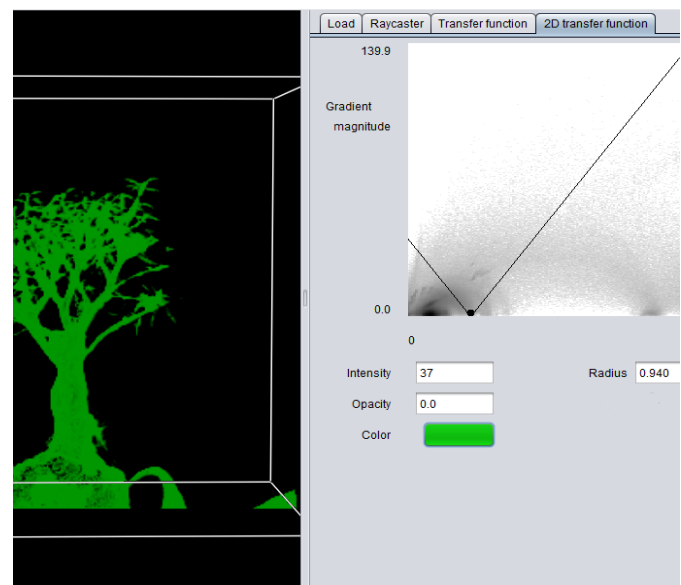 Load Raycaster Transfer function 2D transfer function
139.9
Gradient
magnitude
0.0
0
Intensity 37 Radius 0.940
Opacity 0.0
Color